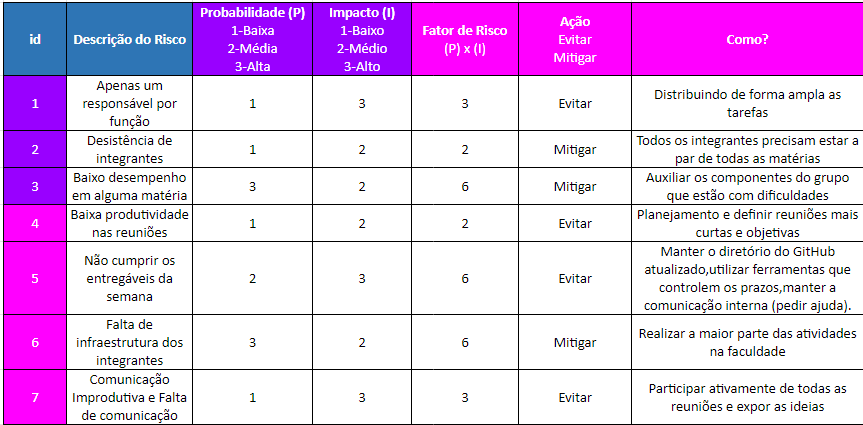 id
Descrição do Risco
Probabilidade (P)
1-Baixa
2-Média
3-Alta
Impacto (I)
1-Baixo
2-Médio
3-Alto
Fator de Risco
(P) x (I)
Ação
Evitar
Mitigar
Como?
1
Apenas um
responsável por
função
1
3
3
Evitar
Distribuindo de forma ampla as
tarefas
2
Desistência de
integrantes
1
2
2
Mitigar
Todos os integrantes precisam estar a
par de todas as matérias
3
Baixo desempenho
em alguma matéria
3
2
6
Mitigar
Auxiliar os componentes do grupo
que estão com dificuldades
4
Baixa produtividade
nas reuniões
1
2
2
Evitar
Planejamento e definir reuniões mais
curtas e objetivas
5
Não cumprir os
entregáveis da
semana
2
3
6
Evitar
Manter o diretório do GitHub
atualizado,utilizar ferramentas que
controlem os prazos,manter a
comunicação interna (pedir ajuda).
6
Falta de
infraestrutura dos
integrantes
3
2
6
Mitigar
Realizar a maior parte das atividades
na faculdade
7
Comunicação
Improdutiva e Falta
de comunicação
1
3
3
Evitar
Participar ativamente de todas as
reuniões e expor as ideias